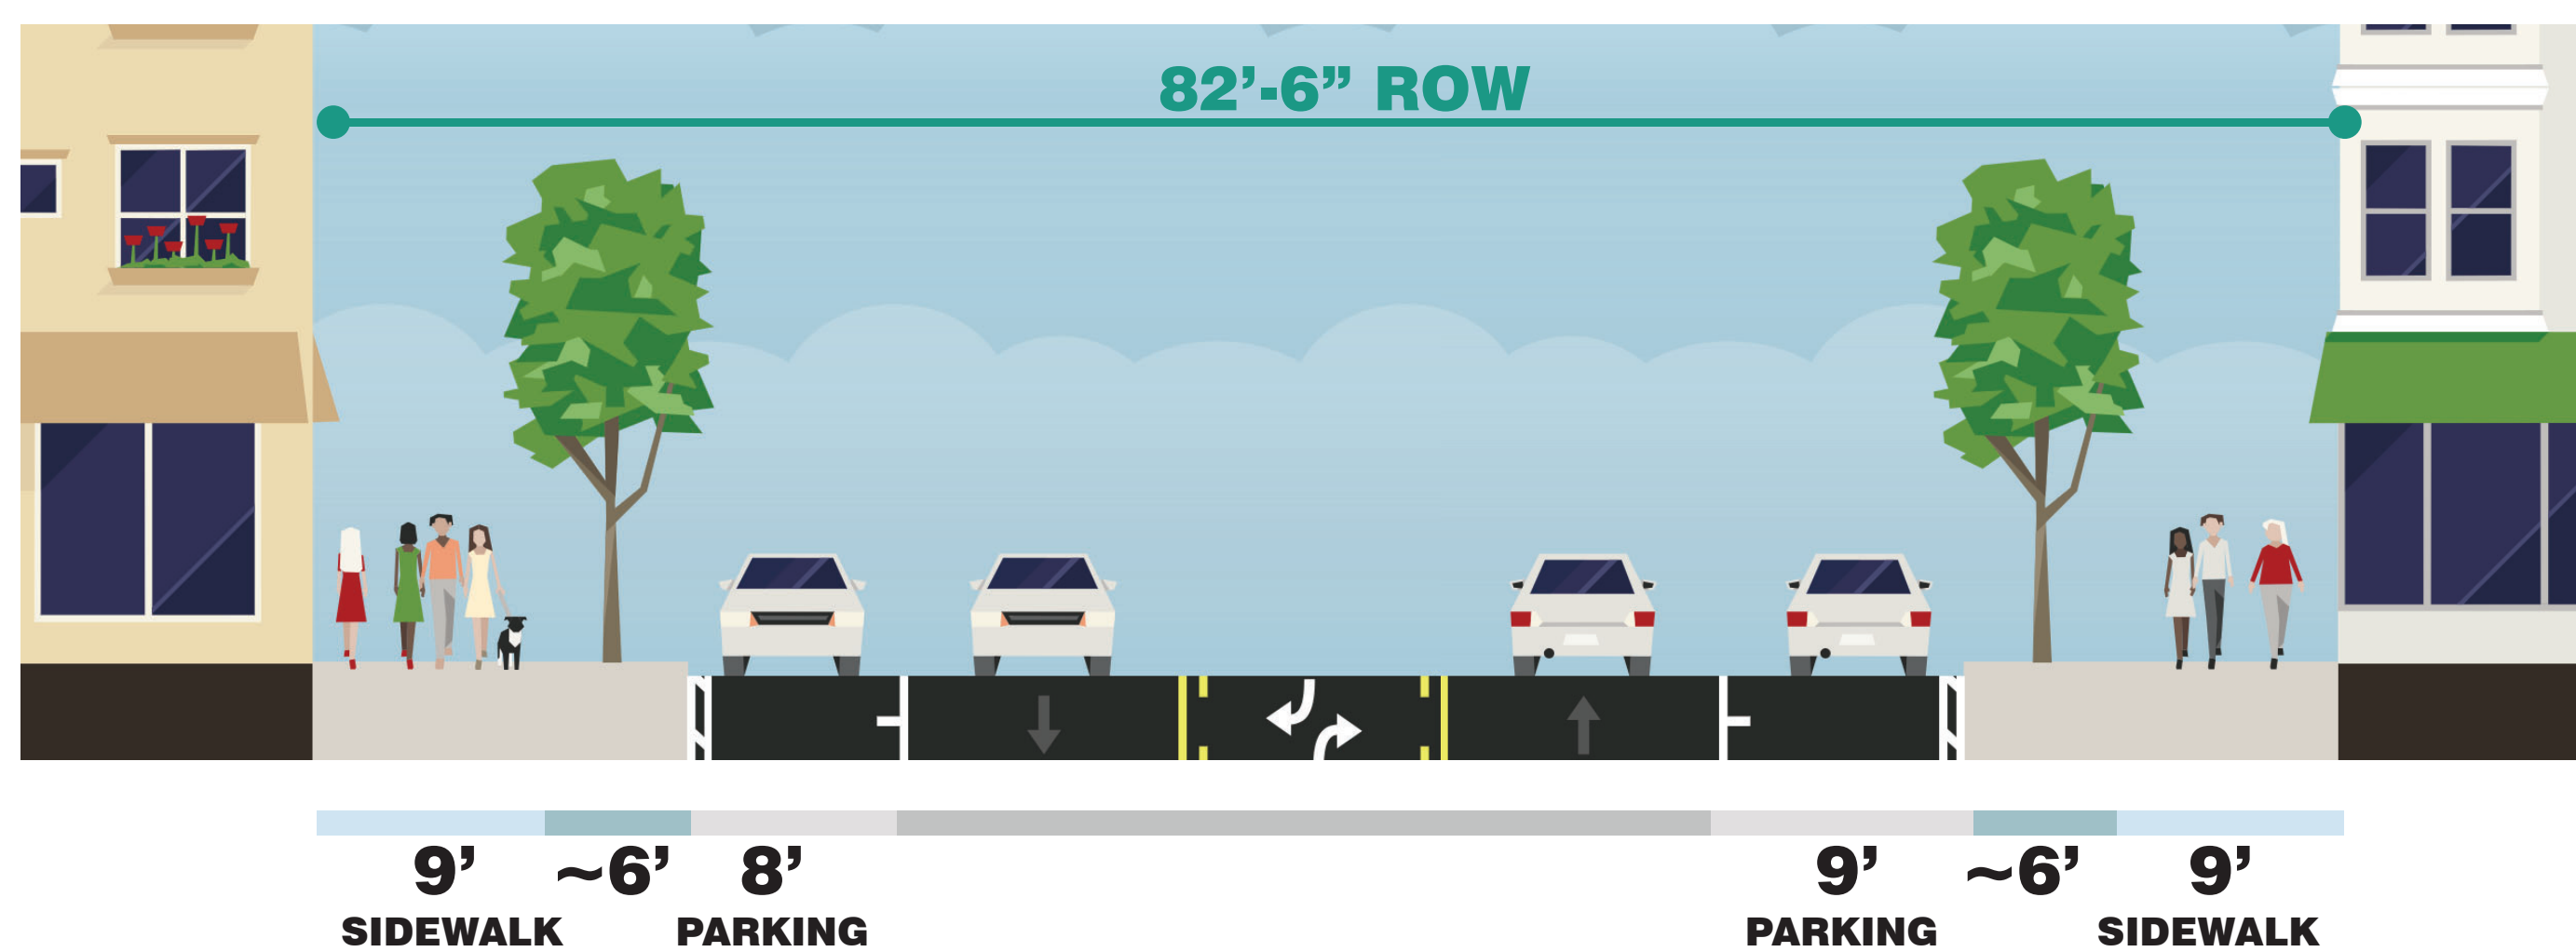 82’-6” ROW
9’ ~6’ 8’ 9’ ~6’ 9’
SIDEWALK PARKING PARKING SIDEWALK